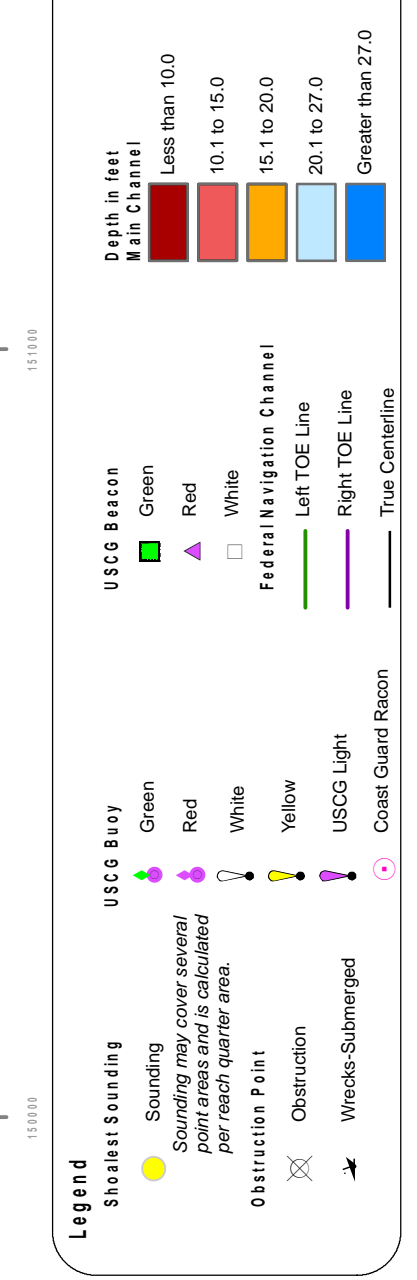 150000
151000
Legend
Shoalest Sounding
Sounding
Sounding may cover several
point areas and is calculated
per reach quarter area.
Obstruction Point
Obstruction
Wrecks-Submerged
USCG Buoy
Green
Red
White
Yellow
USCG Light
Coast Guard Racon
USCG Beacon
Green
Red
White
Federal Navigation Channel
Left TOE Line
Right TOE Line
True Centerline
Depth in feet
Main Channel
Less than 10.0
10.1 to 15.0
15.1 to 20.0
20.1 to 27.0
Greater than 27.0